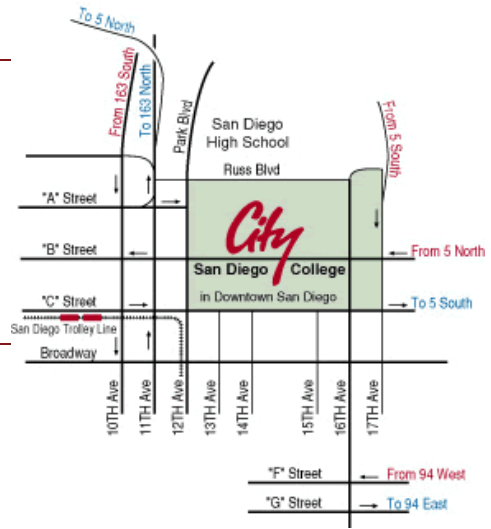 To 5 North
From 163 South
To 163 North
Park Blvd
San Diego
High School
Russ Blvd
From 5 South
"A" Street
"B" Street
City
San Diego College
in Downtown San Diego
From 5 North
"C" Street
To 5 South
San Diego Trolley Line
Broadway
10TH Ave
11TH Ave
12TH Ave
13TH Ave
14TH Ave
15TH Ave
16TH Ave
17TH Ave
"F" Street
From 94 West
"G" Street
To 94 East